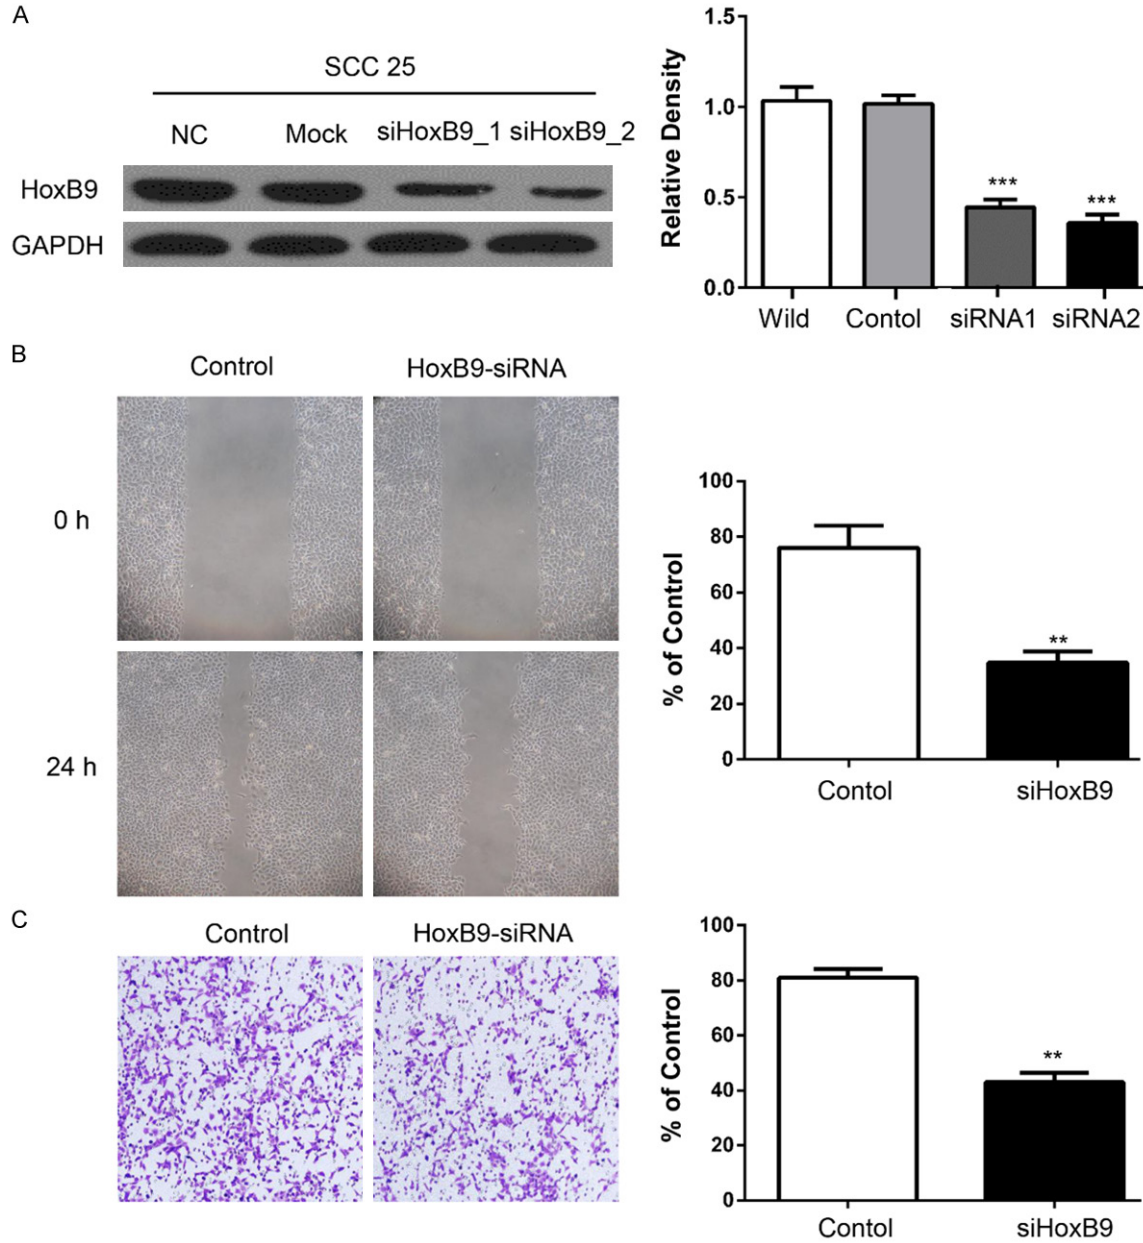 A
SCC 25
NC Mock siHoxB9_1 siHoxB9_2
HoxB9
GAPDH
Relative Density
1.5
1.0
0.5
0.0
***
***
Wild Contol siRNA1 siRNA2
B
Control HoxB9-siRNA
0 h
24 h
% of Control
100
80
60
40
20
0
**
Contol siHoxB9
C
Control HoxB9-siRNA
% of Control
100
80
60
40
20
0
**
Contol siHoxB9